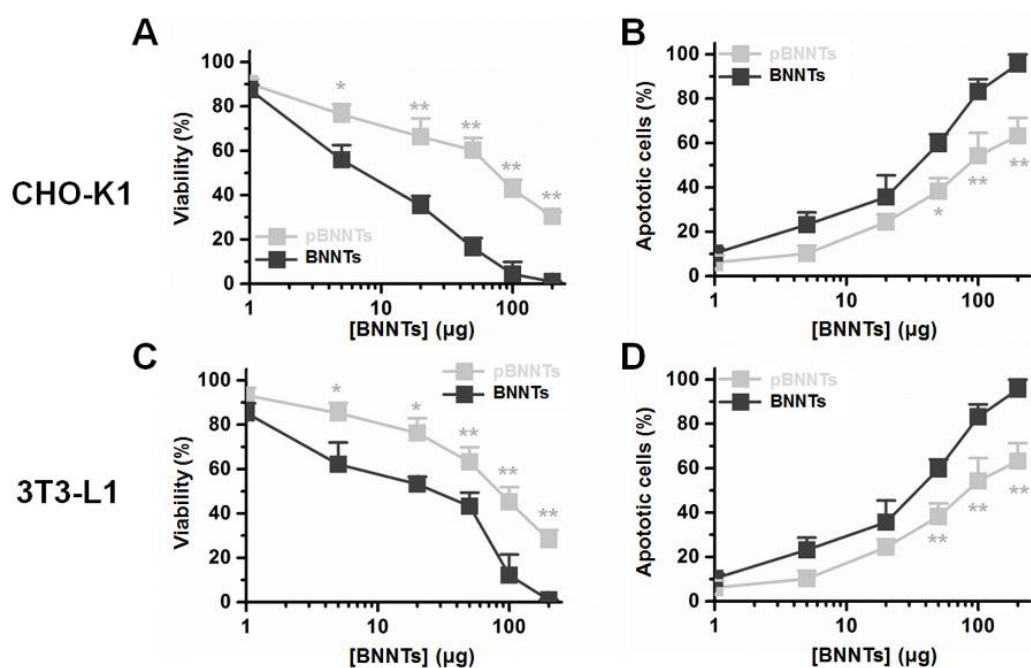 A
100
80
60
40
20
0
Viability (%)
*
**
**
**
**
pBNNTs
BNNTs
1
10
100
[BNNTs] (µg)
B
100
80
60
40
20
0
Apototic cells (%)
pBNNTs
BNNTs
*
**
**
1
10
100
[BNNTs] (µg)
CHO-K1
C
100
80
60
40
20
0
Viability (%)
pBNNTs
BNNTs
*
*
**
**
**
1
10
100
[BNNTs] (µg)
D
100
80
60
40
20
0
Apototic cells (%)
pBNNTs
BNNTs
**
**
**
1
10
100
[BNNTs] (µg)
3T3-L1